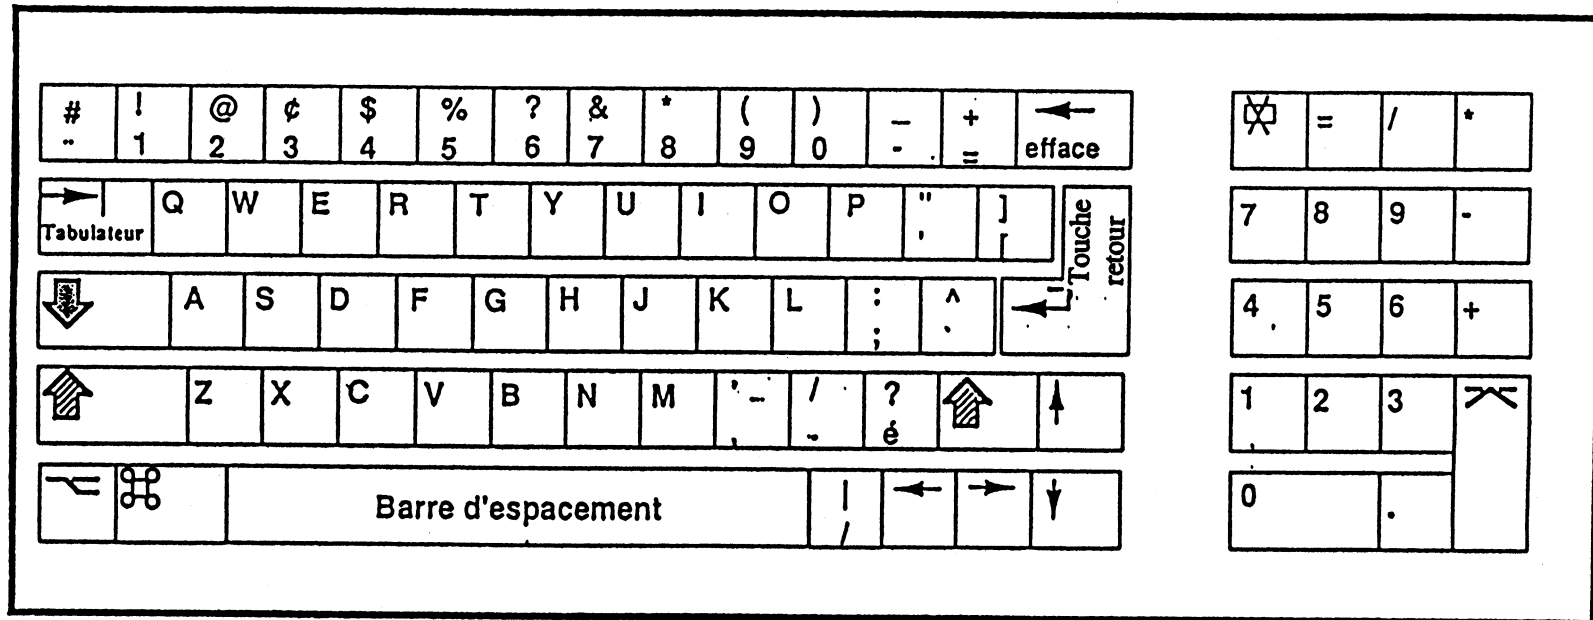 # ! @ ¢ $ % ? & * ( ) _ + ←
¨ 1 2 3 4 5 6 7 8 9 0 - = efface
= / *
Q W E R T Y U I O P " ]
Tabulateur ' [
Touche
retour
7 8 9 -
A S D F G H J K L : ^
; `
4 5 6 +
Z X C V B N M ' - / ?
, é
1 2 3
⌘ | ← → ↓
Barre d'espacement /
0 .